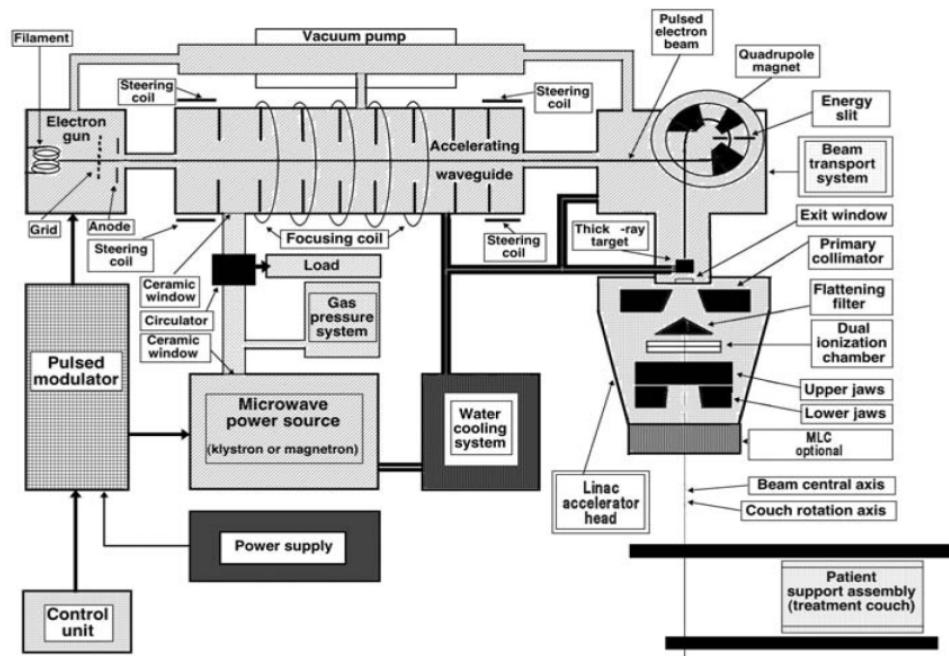 Filament
Vacuum pump
Pulsed
electron
beam
Quadrupole
magnet
Steering
coil
Steering
coil
Energy
slit
Electron
gun
Accelerating
waveguide
Beam
transport
system
Grid
Anode
Steering
coil
Focusing coil
Steering
coil
Thick -ray
target
Exit window
Primary
collimator
Ceramic
window
Load
Circulator
Gas
pressure
system
Flattening
filter
Ceramic
window
Dual
ionization
chamber
Pulsed
modulator
Microwave
power source
(klystron or magnetron)
Water
cooling
system
Upper jaws
Lower jaws
MLC
optional
Linac
accelerator
head
Beam central axis
Couch rotation axis
Power supply
Control
unit
Patient
support assembly
(treatment couch)